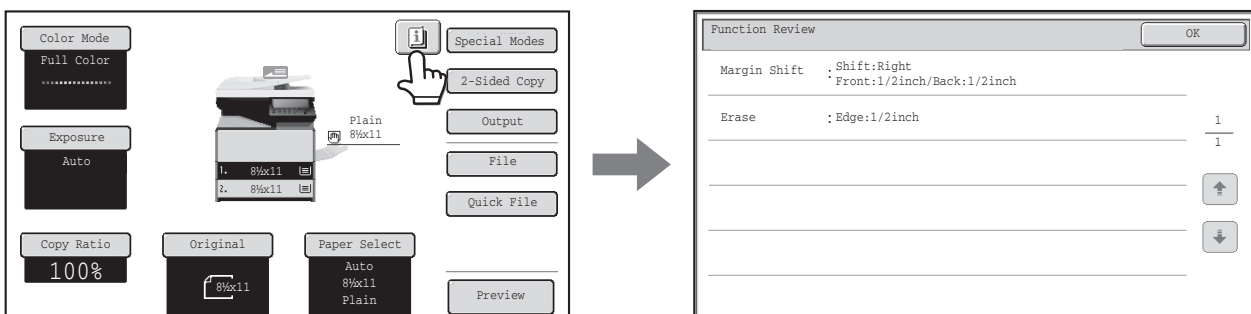 Color Mode
Full Color
Exposure
Auto
Copy Ratio
100%
Original
8½x11
Paper Select
Auto
8½x11
Plain
Plain
8½x11
1. 8½x11
2. 8½x11
Special Modes
2-Sided Copy
Output
File
Quick File
Preview
Function Review
OK
Margin Shift : Shift:Right
Front:1/2inch/Back:1/2inch
Erase : Edge:1/2inch
1
1